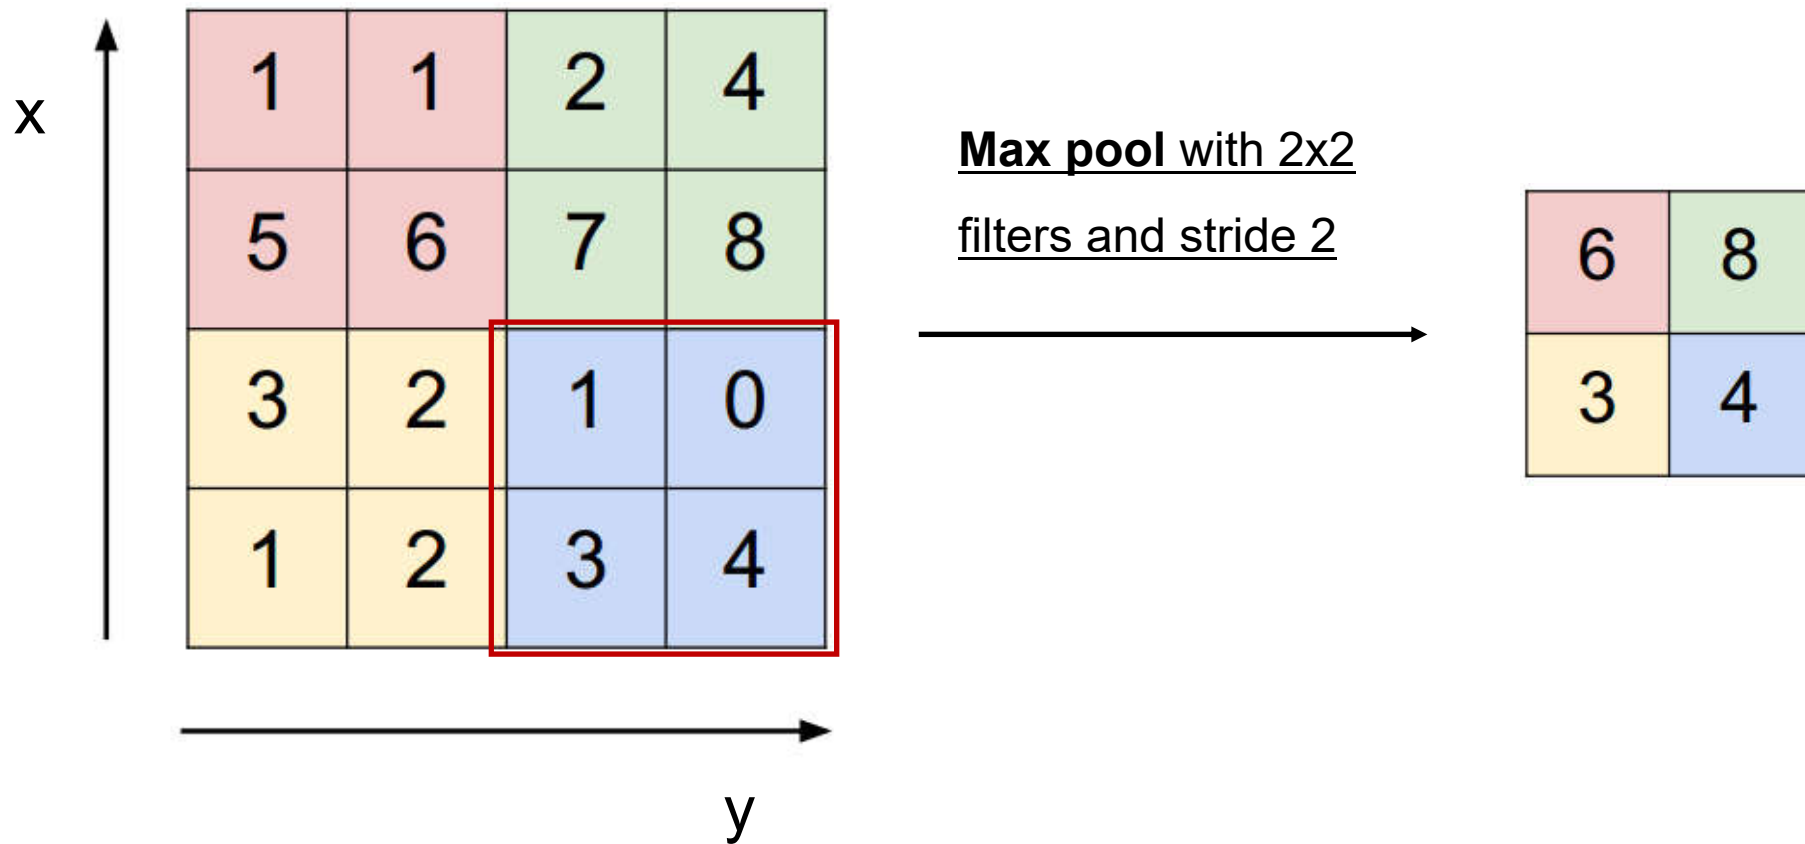 x
1 1 2 4
5 6 7 8
3 2 1 0
1 2 3 4
y
Max pool with 2x2
filters and stride 2
6 8
3 4